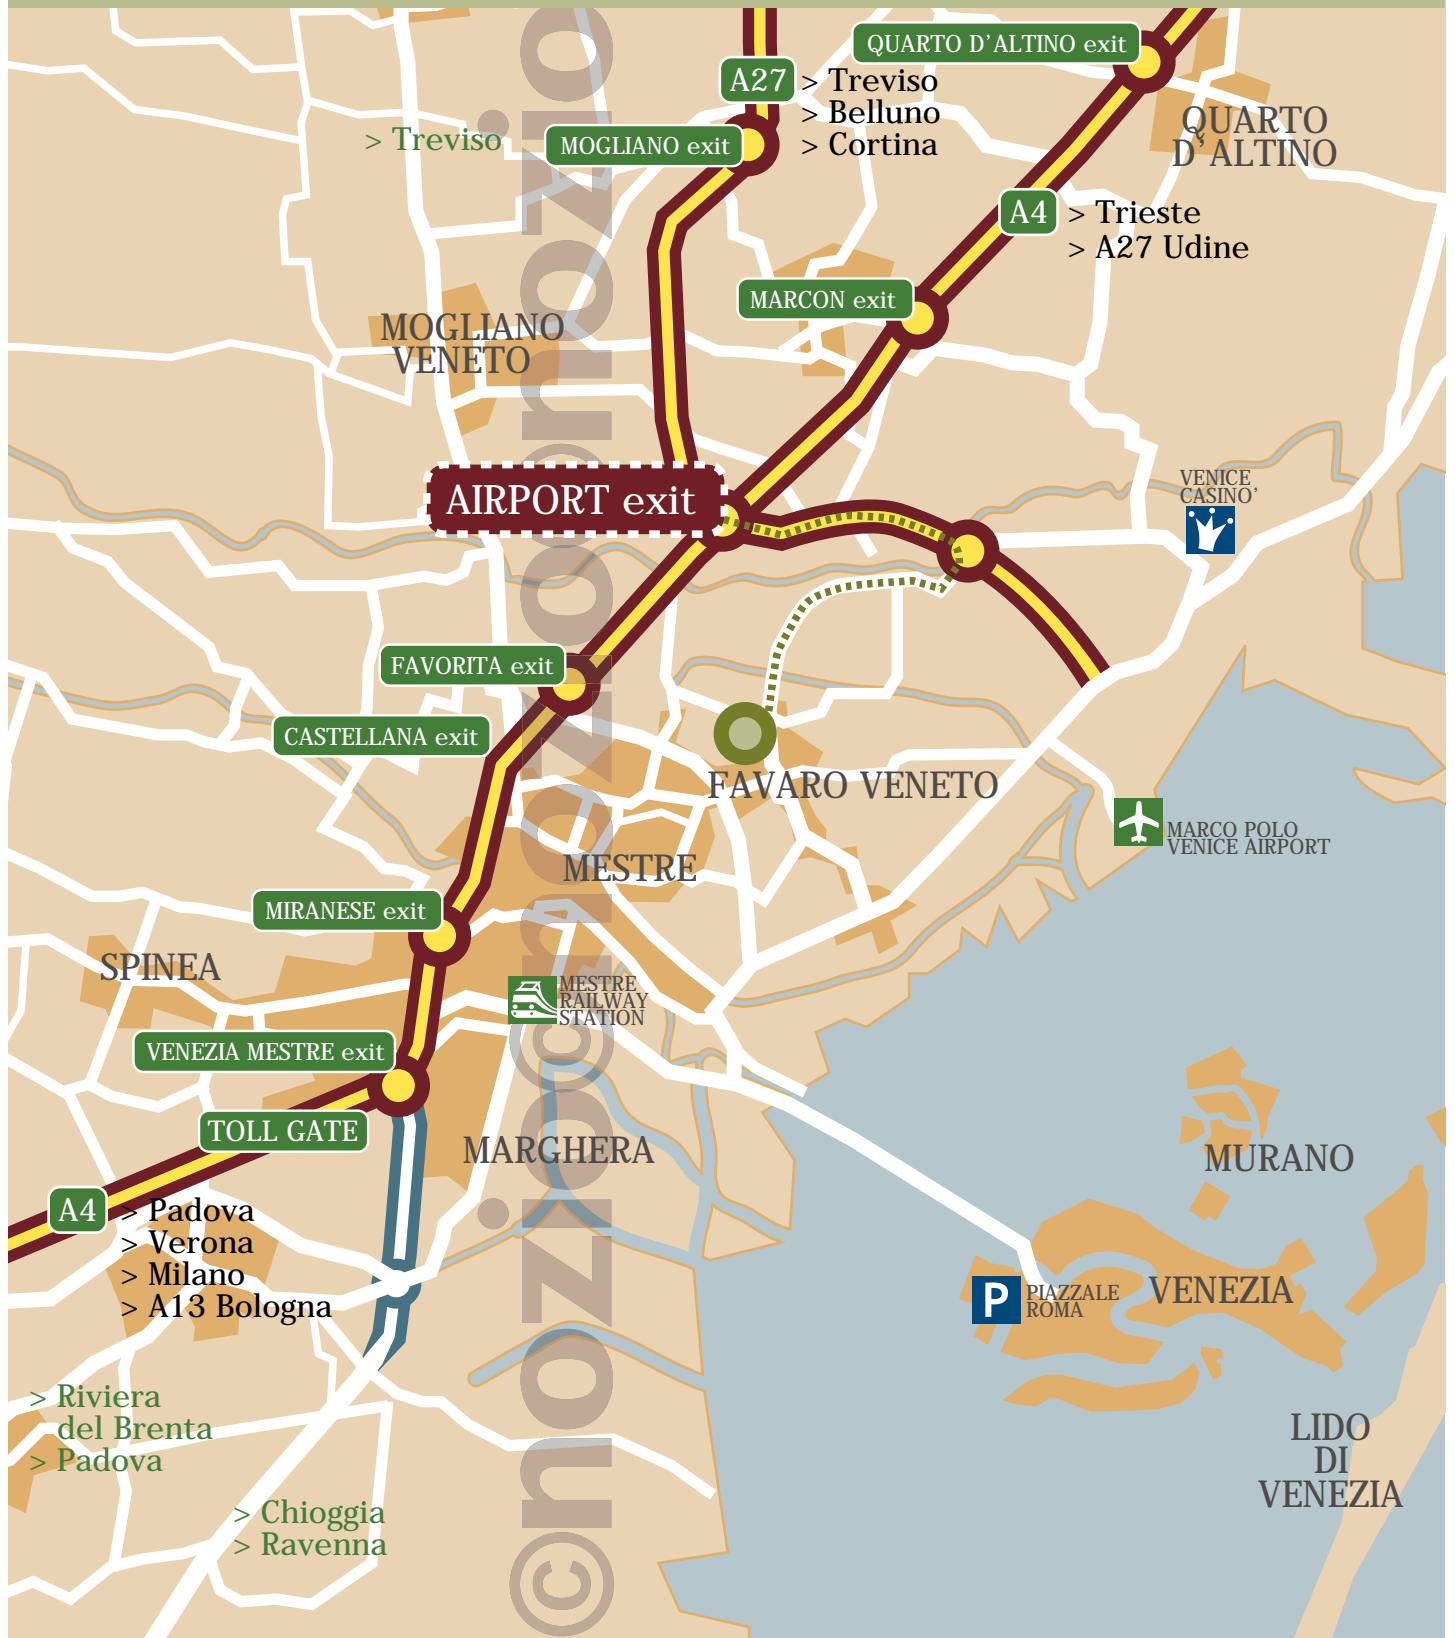 QUARTO D'ALTINO exit
A27
> Treviso
> Belluno
> Cortina
> Treviso
MOGLIANO exit
QUARTO
D'ALTINO
A4
> Trieste
> A27 Udine
MARCON exit
MOGLIANO
VENETO
AIRPORT exit
VENICE
CASINO'
FAVORITA exit
CASTELLANA exit
FAVARO VENETO
MARCO POLO
VENICE AIRPORT
MESTRE
MIRANESE exit
SPINEA
MESTRE
RAILWAY
STATION
VENEZIA MESTRE exit
TOLL GATE
MARGHERA
MURANO
A4
> Padova
> Verona
> Milano
> A13 Bologna
P
PIAZZALE
ROMA
VENEZIA
> Riviera
del Brenta
> Padova
LIDO
DI
VENEZIA
> Chioggia
> Ravenna
©nozio©nozio©nozio